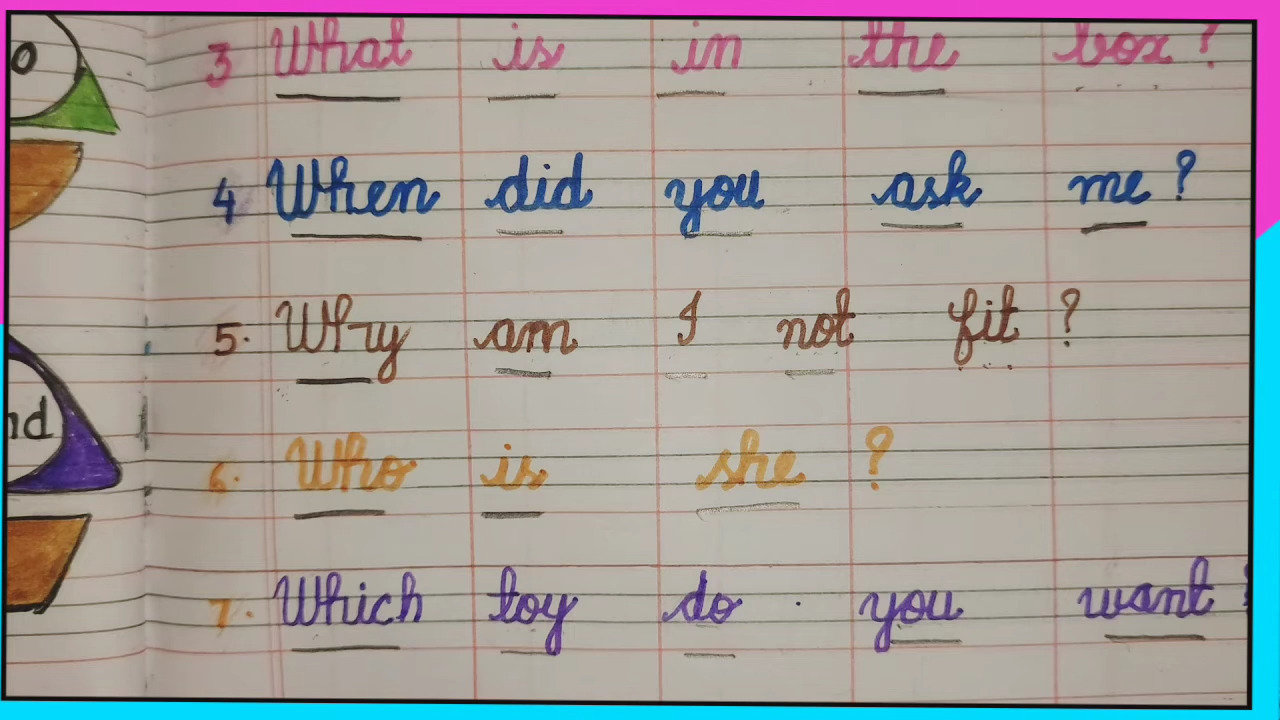 o
3 What is in the box?
4 When did you ask me?
5. Why am I not fit?
nd
6. Who is she?
7. Which toy do you want?